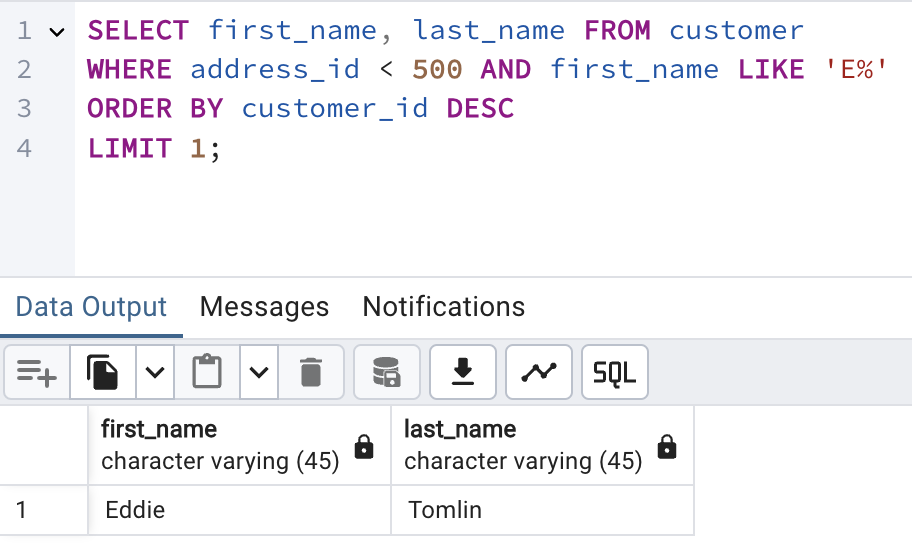 1 SELECT first_name, last_name FROM customer
2 WHERE address_id < 500 AND first_name LIKE 'E%'
3 ORDER BY customer_id DESC
4 LIMIT 1;
Data Output Messages Notifications
SQL
first_name last_name
character varying (45) character varying (45)
1 Eddie Tomlin